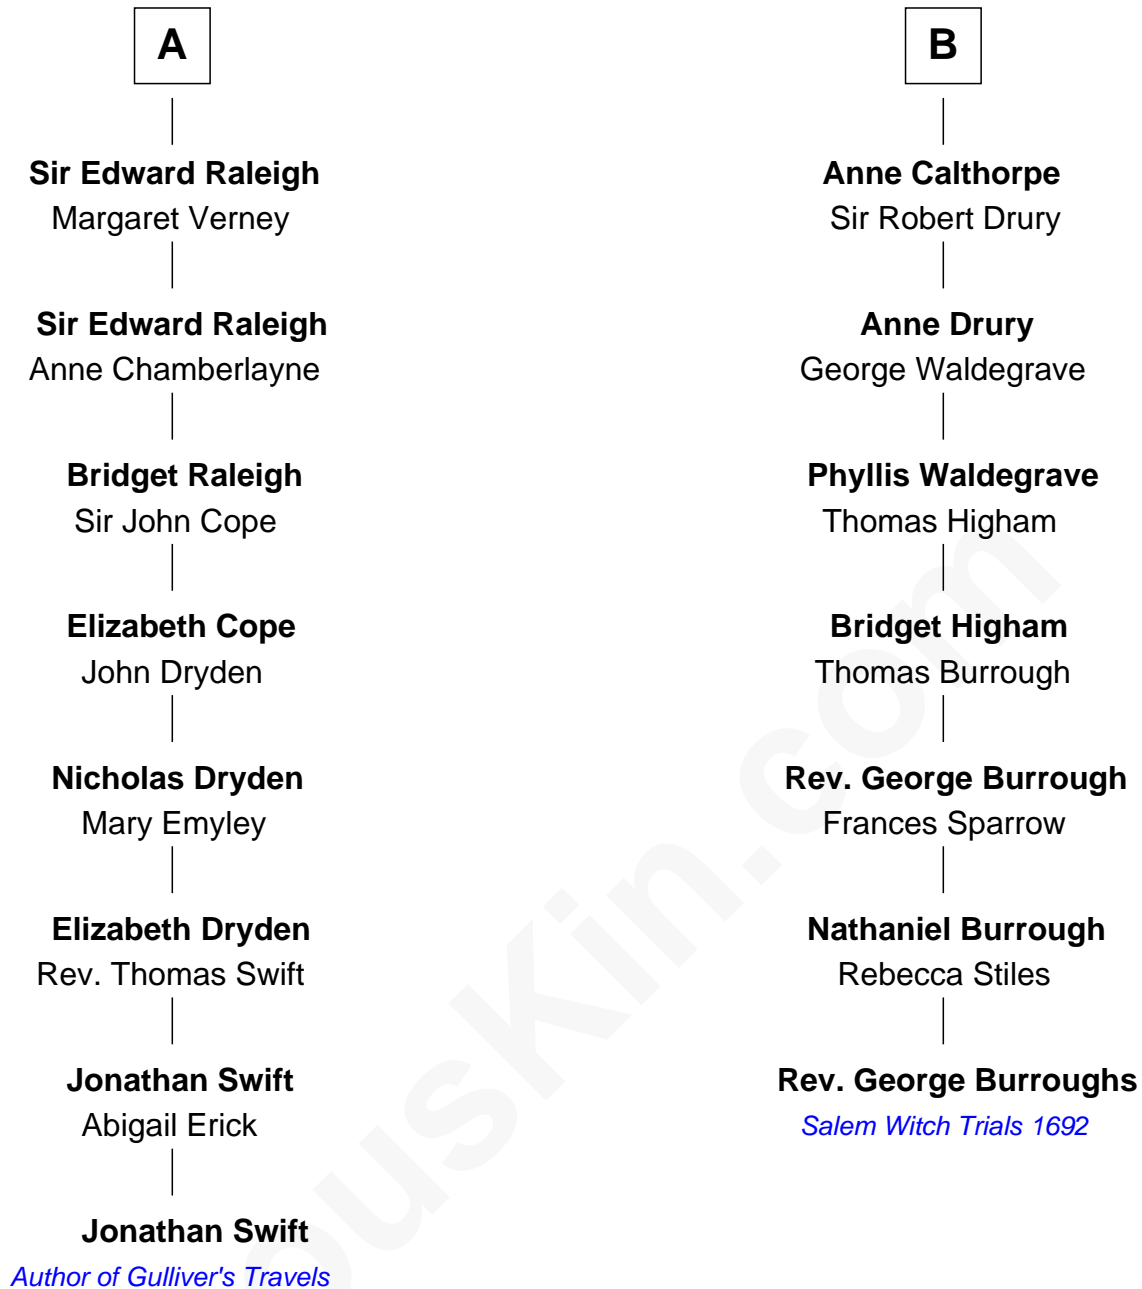 A
Sir Edward Raleigh
Margaret Verney
Sir Edward Raleigh
Anne Chamberlayne
Bridget Raleigh
Sir John Cope
Elizabeth Cope
John Dryden
Nicholas Dryden
Mary Emyley
Elizabeth Dryden
Rev. Thomas Swift
Jonathan Swift
Abigail Erick
Jonathan Swift
Author of Gulliver's Travels
B
Anne Calthorpe
Sir Robert Drury
Anne Drury
George Waldegrave
Phyllis Waldegrave
Thomas Higham
Bridget Higham
Thomas Burrough
Rev. George Burrough
Frances Sparrow
Nathaniel Burrough
Rebecca Stiles
Rev. George Burroughs
Salem Witch Trials 1692
ousKin.com